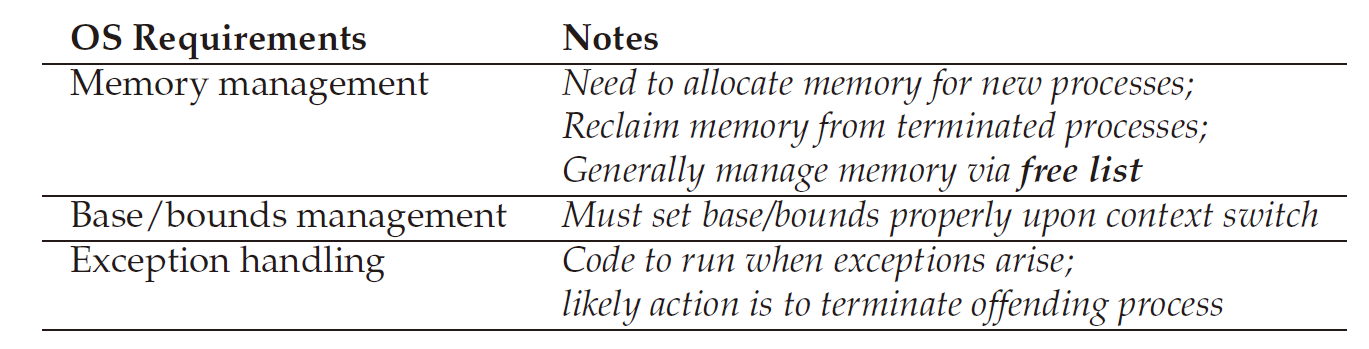 OS Requirements Notes
Memory management Need to allocate memory for new processes;
Reclaim memory from terminated processes;
Generally manage memory via free list
Base/bounds management Must set base/bounds properly upon context switch
Exception handling Code to run when exceptions arise;
likely action is to terminate offending process